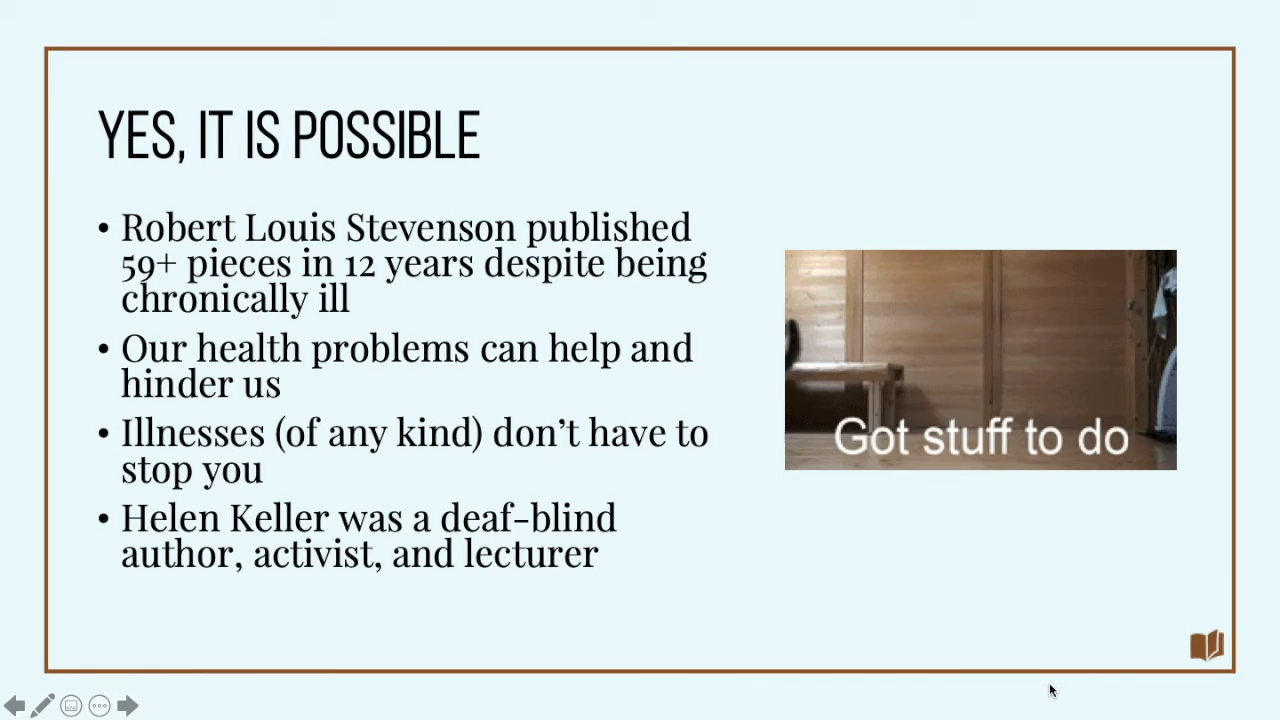 YES, IT IS POSSIBLE
• Robert Louis Stevenson published
59+ pieces in 12 years despite being
chronically ill
• Our health problems can help and
hinder us
• Illnesses (of any kind) don’t have to
stop you
• Helen Keller was a deaf-blind
author, activist, and lecturer
Got stuff to do